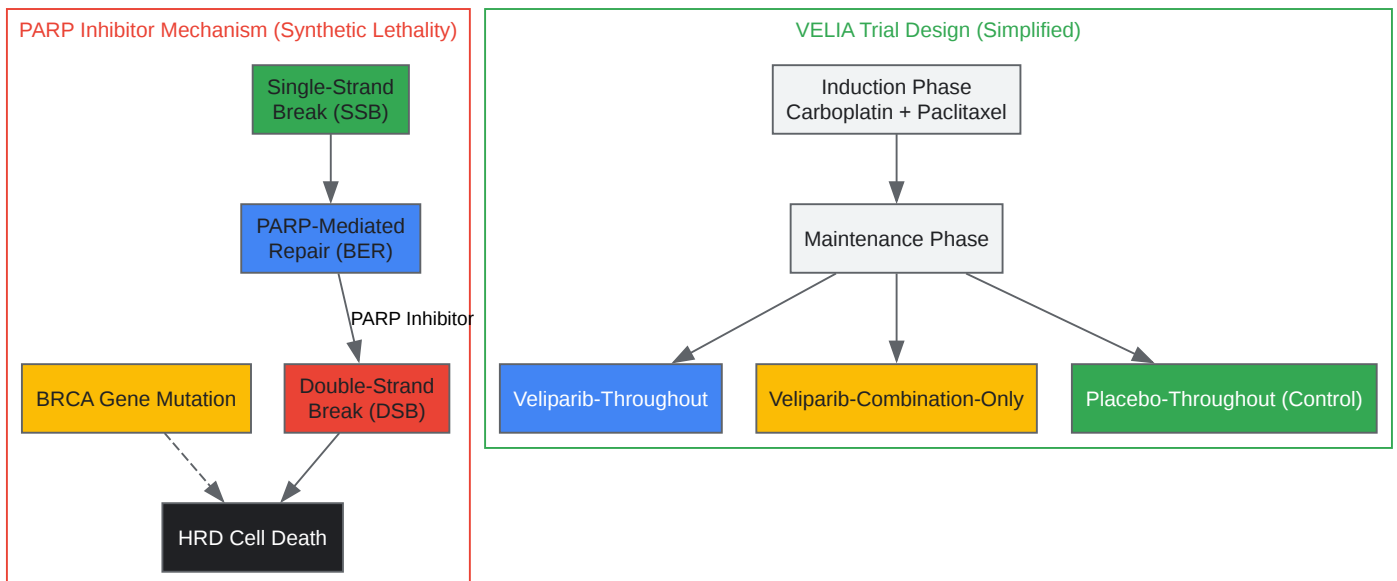 PARP Inhibitor Mechanism (Synthetic Lethality)
Single-Strand
Break (SSB)
PARP-Mediated
Repair (BER)
PARP Inhibitor
BRCA Gene Mutation
Double-Strand
Break (DSB)
HRD Cell Death
VELIA Trial Design (Simplified)
Induction Phase
Carboplatin + Paclitaxel
Maintenance Phase
Veliparib-Throughout
Veliparib-Combination-Only
Placebo-Throughout (Control)